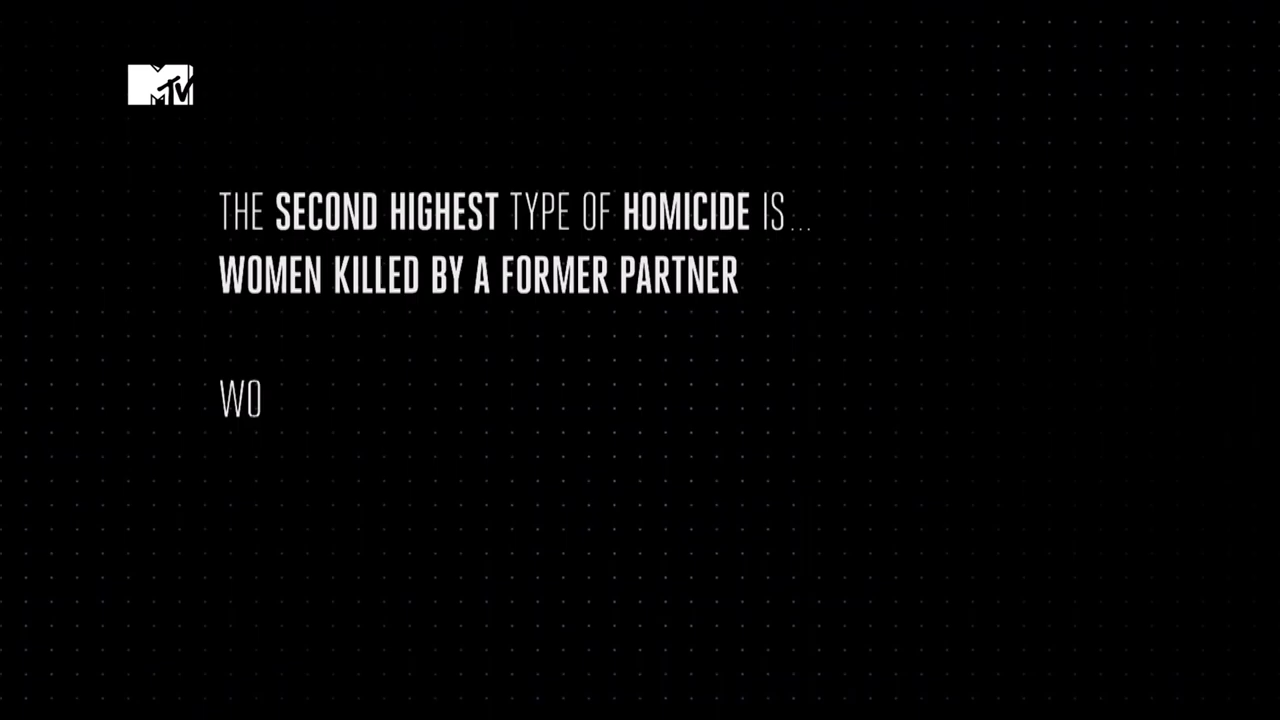 MTV
THE SECOND HIGHEST TYPE OF HOMICIDE IS...
WOMEN KILLED BY A FORMER PARTNER
WO